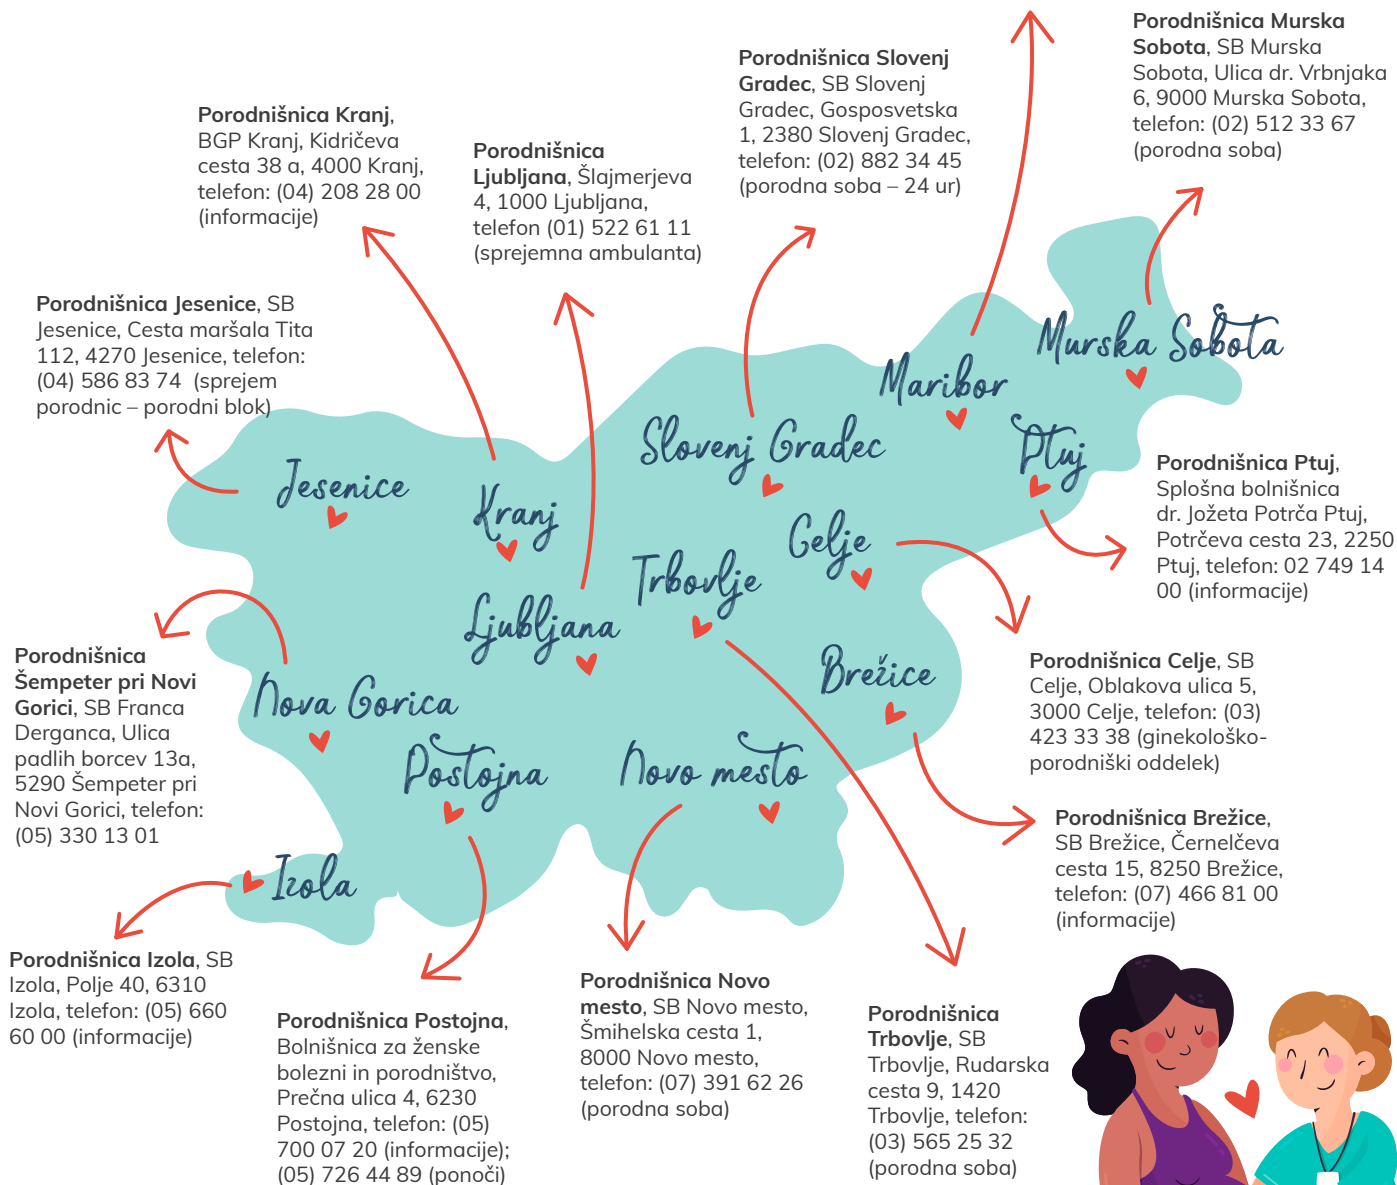 Porodnišnica Murska
Sobota, SB Murska
Sobota, Ulica dr. Vrbnjaka
6, 9000 Murska Sobota,
telefon: (02) 512 33 67
(porodna soba)
Porodnišnica Slovenj
Gradec, SB Slovenj
Gradec, Gosposvetska
1, 2380 Slovenj Gradec,
telefon: (02) 882 34 45
(porodna soba – 24 ur)
Porodnišnica Kranj,
BGP Kranj, Kidričeva
cesta 38 a, 4000 Kranj,
telefon: (04) 208 28 00
(informacije)
Porodnišnica
Ljubljana, Šlajmerjeva
4, 1000 Ljubljana,
telefon (01) 522 61 11
(sprejemna ambulanta)
Porodnišnica Jesenice, SB
Jesenice, Cesta maršala Tita
112, 4270 Jesenice, telefon:
(04) 586 83 74 (sprejem
porodnic – porodni blok)
Murska Sobota
Maribor
Slovenj Gradec
Ptuj
Jesenice
Kranj
Celje
Trbovlje
Ljubljana
Brežice
Nova Gorica
Postojna
Novo mesto
Izola
Porodnišnica Ptuj,
Splošna bolnišnica
dr. Jožeta Potrča Ptuj,
Potrčeva cesta 23, 2250
Ptuj, telefon: 02 749 14
00 (informacije)
Porodnišnica
Šempeter pri Novi
Gorici, SB Franca
Derganca, Ulica
padlih borcev 13a,
5290 Šempeter pri
Novi Gorici, telefon:
(05) 330 13 01
Porodnišnica Celje, SB
Celje, Oblakova ulica 5,
3000 Celje, telefon: (03)
423 33 38 (ginekološko-
porodniški oddelek)
Porodnišnica Brežice,
SB Brežice, Černelčeva
cesta 15, 8250 Brežice,
telefon: (07) 466 81 00
(informacije)
Porodnišnica Izola, SB
Izola, Polje 40, 6310
Izola, telefon: (05) 660
60 00 (informacije)
Porodnišnica Postojna,
Bolnišnica za ženske
bolezni in porodništvo,
Prečna ulica 4, 6230
Postojna, telefon: (05)
700 07 20 (informacije);
(05) 726 44 89 (ponoči)
Porodnišnica Novo
mesto, SB Novo mesto,
Šmihelska cesta 1,
8000 Novo mesto,
telefon: (07) 391 62 26
(porodna soba)
Porodnišnica
Trbovlje, SB
Trbovlje, Rudarska
cesta 9, 1420
Trbovlje, telefon:
(03) 565 25 32
(porodna soba)